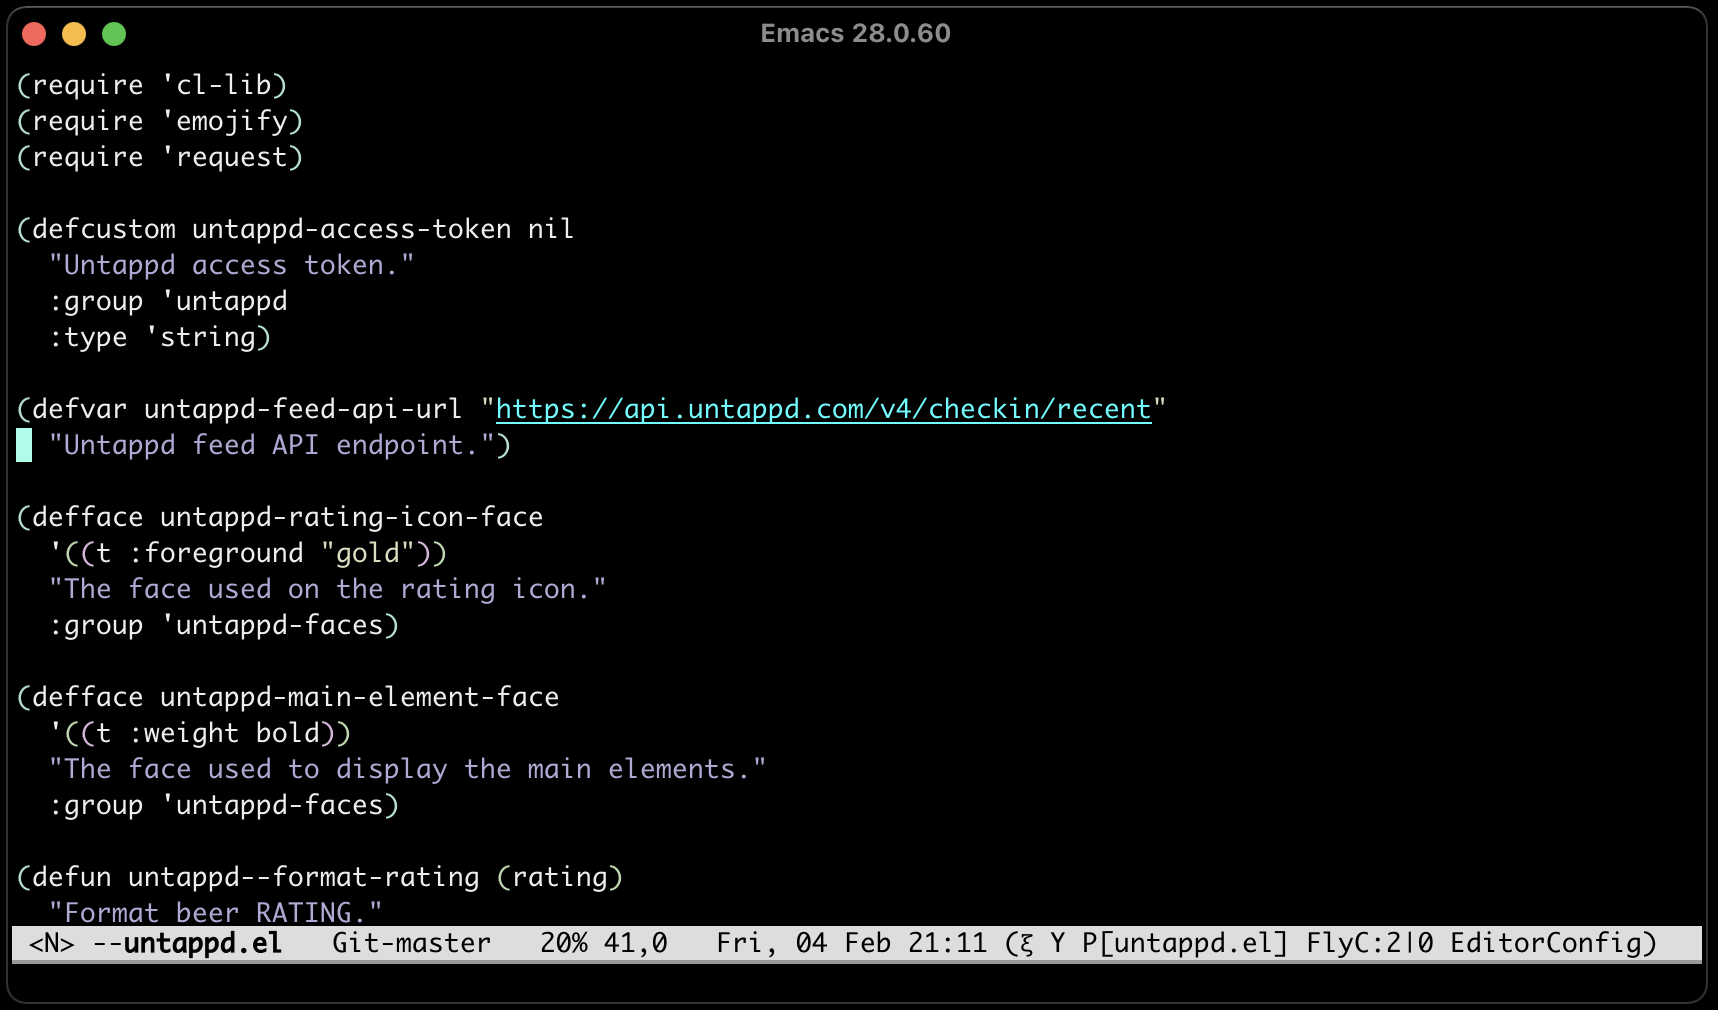 Emacs 28.0.60
(require 'cl-lib)
(require 'emojify)
(require 'request)
(defcustom untappd-access-token nil
  "Untappd access token."
  :group 'untappd
  :type 'string)
(defvar untappd-feed-api-url "https://api.untappd.com/v4/checkin/recent"
  "Untappd feed API endpoint.")
(defface untappd-rating-icon-face
  '((t :foreground "gold"))
  "The face used on the rating icon."
  :group 'untappd-faces)
(defface untappd-main-element-face
  '((t :weight bold))
  "The face used to display the main elements."
  :group 'untappd-faces)
(defun untappd--format-rating (rating)
  "Format beer RATING."
<N> --untappd.el   Git-master   20% 41,0   Fri, 04 Feb 21:11 (ξ Y P[untappd.el] FlyC:2|0 EditorConfig)